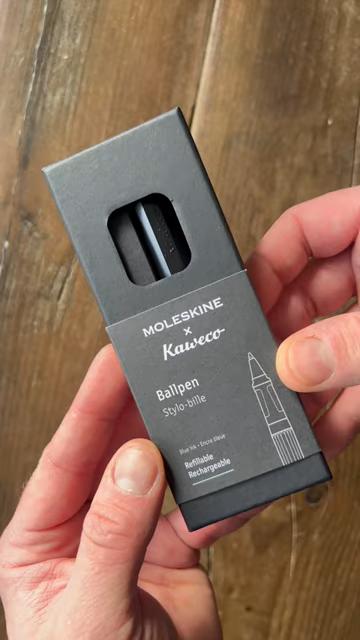 MOLESKINE
x
Kaweco
Ballpen
Stylo-bille
Blue ink • Encre bleue
Refillable
Rechargeable